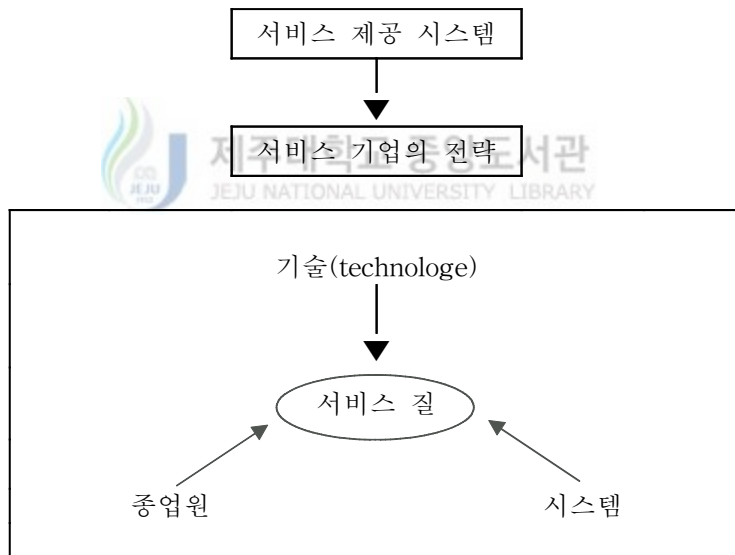 서비스 제공 시스템
제주대학교 중앙도서관
서비스 기업의 전략
JEJU NATIONAL UNIVERSITY LIBRARY
JEJU
1952
기술(technologe)
서비스 질
종업원
시스템